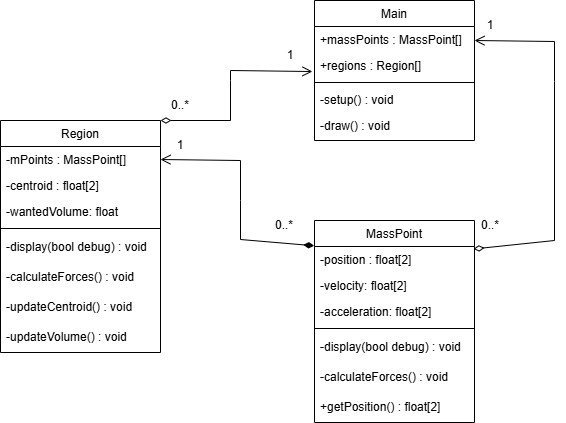 Main
+massPoints : MassPoint[]
+regions : Region[]
-setup() : void
-draw() : void
1
1
0..*
Region
-mPoints : MassPoint[]
-centroid : float[2]
-wantedVolume: float
-display(bool debug) : void
-calculateForces() : void
-updateCentroid() : void
-updateVolume() : void
1
0..*
0..*
MassPoint
-position : float[2]
-velocity: float[2]
-acceleration: float[2]
-display(bool debug) : void
-calculateForces() : void
+getPosition() : float[2]